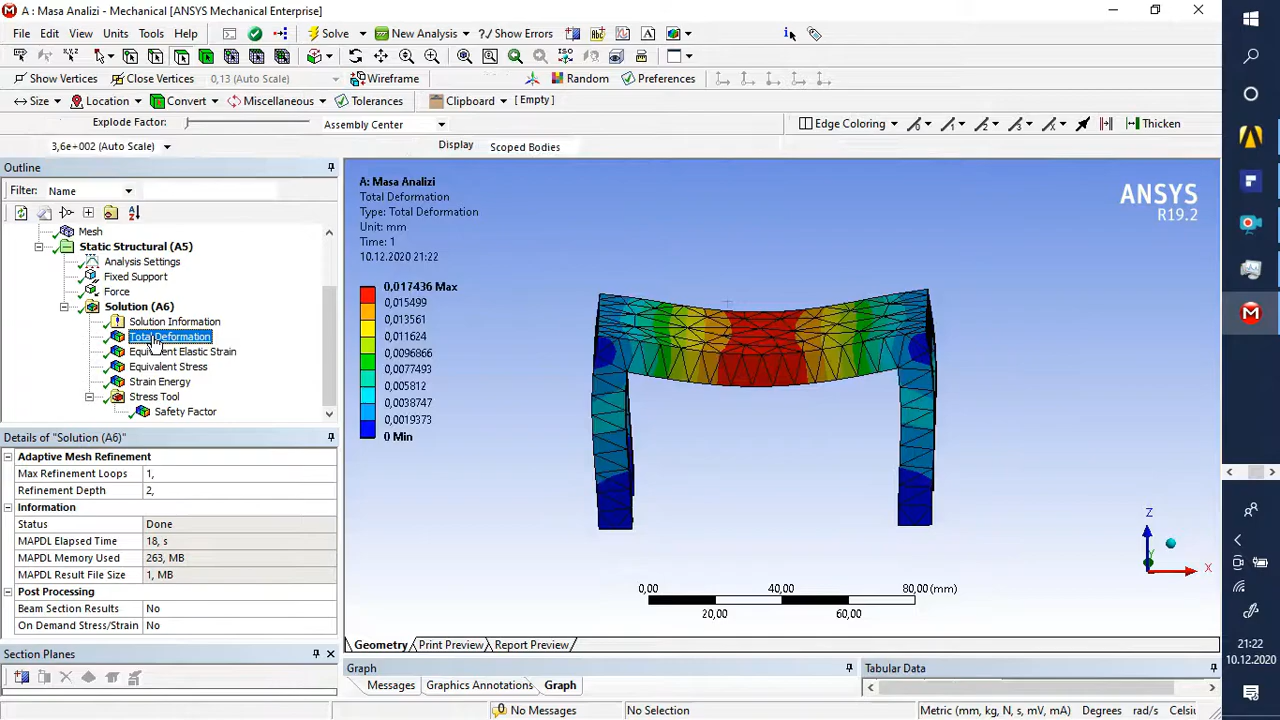 A : Masa Analizi - Mechanical [ANSYS Mechanical Enterprise]
File Edit View Units Tools Help Solve New Analysis Show Errors
Show Vertices Close Vertices 0,13 (Auto Scale) Wireframe Random Preferences
Size Location Convert Miscellaneous Tolerances Clipboard [ Empty ]
Explode Factor: Assembly Center Edge Coloring Thicken
3,6e+002 (Auto Scale) Display Scoped Bodies
Outline
Filter: Name
Mesh
Static Structural (A5)
Analysis Settings
Fixed Support
Force
Solution (A6)
Solution Information
Total Deformation
Equivalent Elastic Strain
Equivalent Stress
Strain Energy
Stress Tool
Safety Factor
Details of "Solution (A6)"
Adaptive Mesh Refinement
Max Refinement Loops 1,
Refinement Depth 2,
Information
Status Done
MAPDL Elapsed Time 18, s
MAPDL Memory Used 263, MB
MAPDL Result File Size 1, MB
Post Processing
Beam Section Results No
On Demand Stress/Strain No
Section Planes
A: Masa Analizi
Total Deformation
Type: Total Deformation
Unit: mm
Time: 1
10.12.2020 21:22
0,017436 Max
0,015499
0,013561
0,011624
0,0096866
0,0077493
0,005812
0,0038747
0,0019373
0 Min
ANSYS
R19.2
Z
Y
X
0,00 40,00 80,00 (mm)
20,00 60,00
Geometry Print Preview Report Preview
Graph Tabular Data
Messages Graphics Annotations Graph
No Messages No Selection Metric (mm, kg, N, s, mV, mA) Degrees rad/s Celsi
21:22
10.12.2020